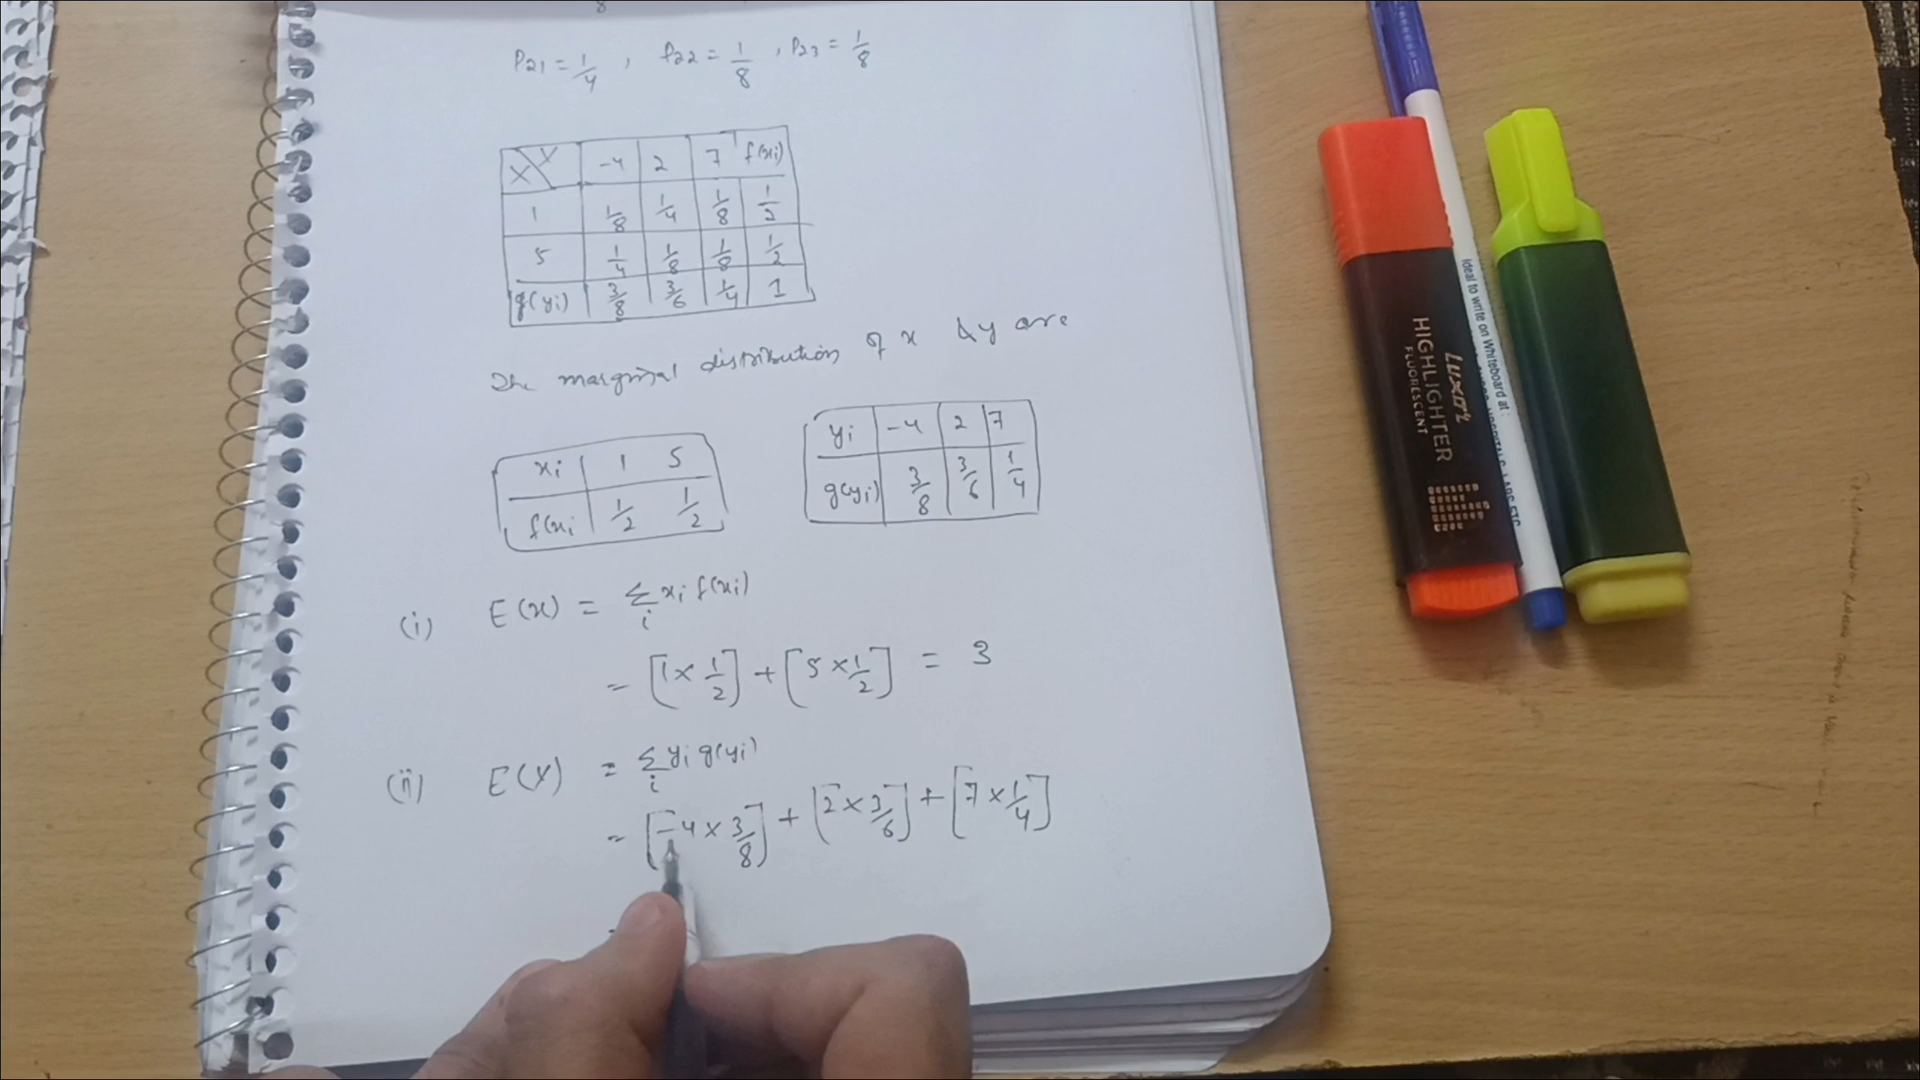 8
P21 = 1/4 , P22 = 1/8 , P23 = 1/8
X Y -4 2 7 f(xi)
1 1/8 1/4 1/8 1/2
5 1/4 1/8 1/8 1/2
g(yi) 3/8 3/6 1/4 1
The marginal distribution of x & y are
xi 1 5
f(xi 1/2 1/2
yi -4 2 7
g(yi) 3/8 3/6 1/4
(i) E(x) = Σi xi f(xi)
= [1 × 1/2] + [5 × 1/2] = 3
(ii) E(Y) = Σi yi g(yi)
= [-4 × 3/8] + [2 × 3/6] + [7 × 1/4]
LUXOR
HIGHLIGHTER
FLUORESCENT
Ideal to write on Whiteboard at :